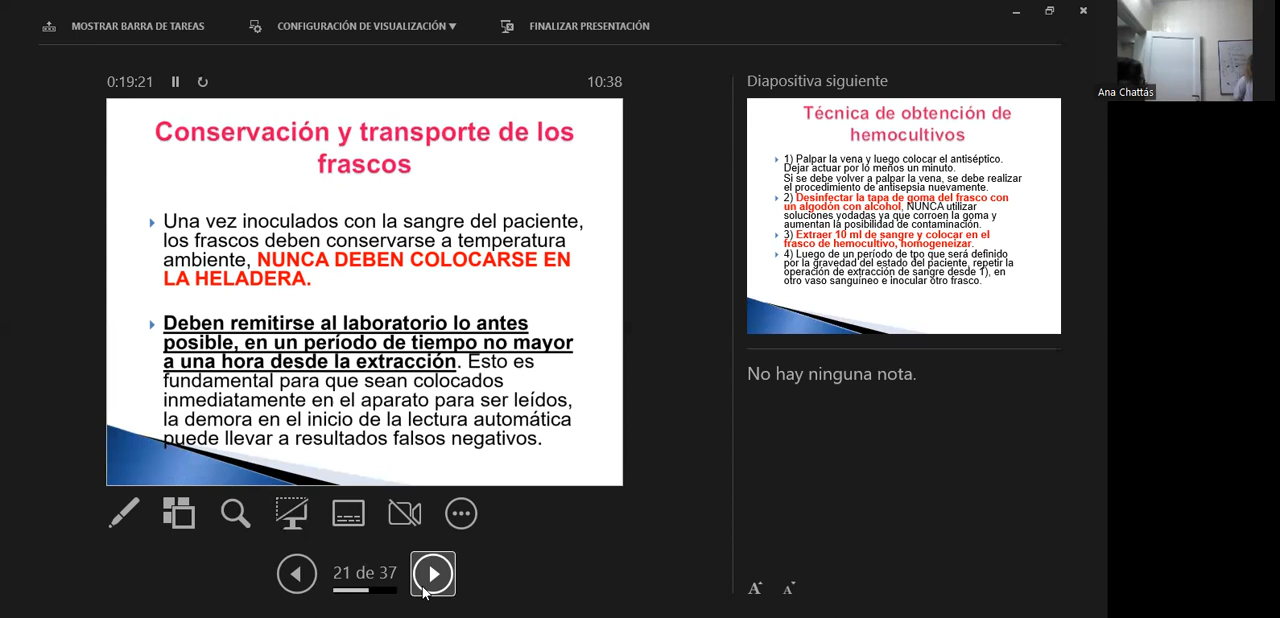 MOSTRAR BARRA DE TAREAS
CONFIGURACIÓN DE VISUALIZACIÓN ▼
FINALIZAR PRESENTACIÓN
0:19:21
10:38
Conservación y transporte de los
frascos
Una vez inoculados con la sangre del paciente,
los frascos deben conservarse a temperatura
ambiente, NUNCA DEBEN COLOCARSE EN
LA HELADERA.
Deben remitirse al laboratorio lo antes
posible, en un período de tiempo no mayor
a una hora desde la extracción. Esto es
fundamental para que sean colocados
inmediatamente en el aparato para ser leídos,
la demora en el inicio de la lectura automática
puede llevar a resultados falsos negativos.
21 de 37
Diapositiva siguiente
Técnica de obtención de
hemocultivos
1) Palpar la vena y luego colocar el antiséptico.
Dejar actuar por lo menos un minuto.
Si se debe volver a palpar la vena, se debe realizar
el procedimiento de antisepsia nuevamente.
2) Desinfectar la tapa de goma del frasco con
un algodón con alcohol, NUNCA utilizar
soluciones yodadas ya que corroen la goma y
aumentan la posibilidad de contaminación.
3) Extraer 10 ml de sangre y colocar en el
frasco de hemocultivo, homogeneizar.
4) Luego de un período de tpo que será definido
por la gravedad del estado del paciente, repetir la
operación de extracción de sangre desde 1), en
otro vaso sanguíneo e inocular otro frasco.
No hay ninguna nota.
A A
Ana Chattás